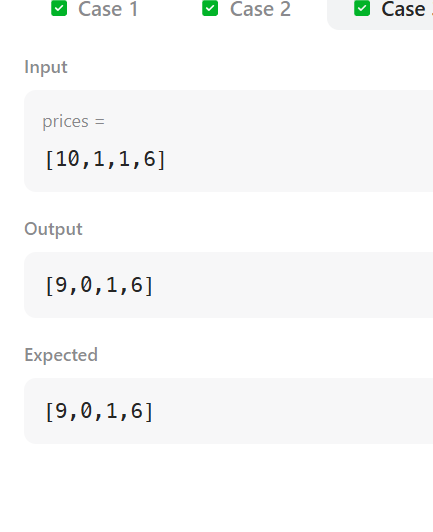 Case 1 Case 2 Case
Input
prices =
[10,1,1,6]
Output
[9,0,1,6]
Expected
[9,0,1,6]